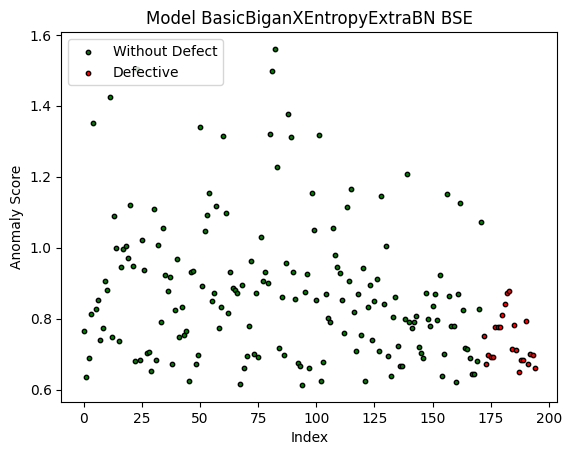 Model BasicBiganXEntropyExtraBN BSE
Without Defect
Defective
Anomaly Score
1.6
1.4
1.2
1.0
0.8
0.6
0 25 50 75 100 125 150 175 200
Index